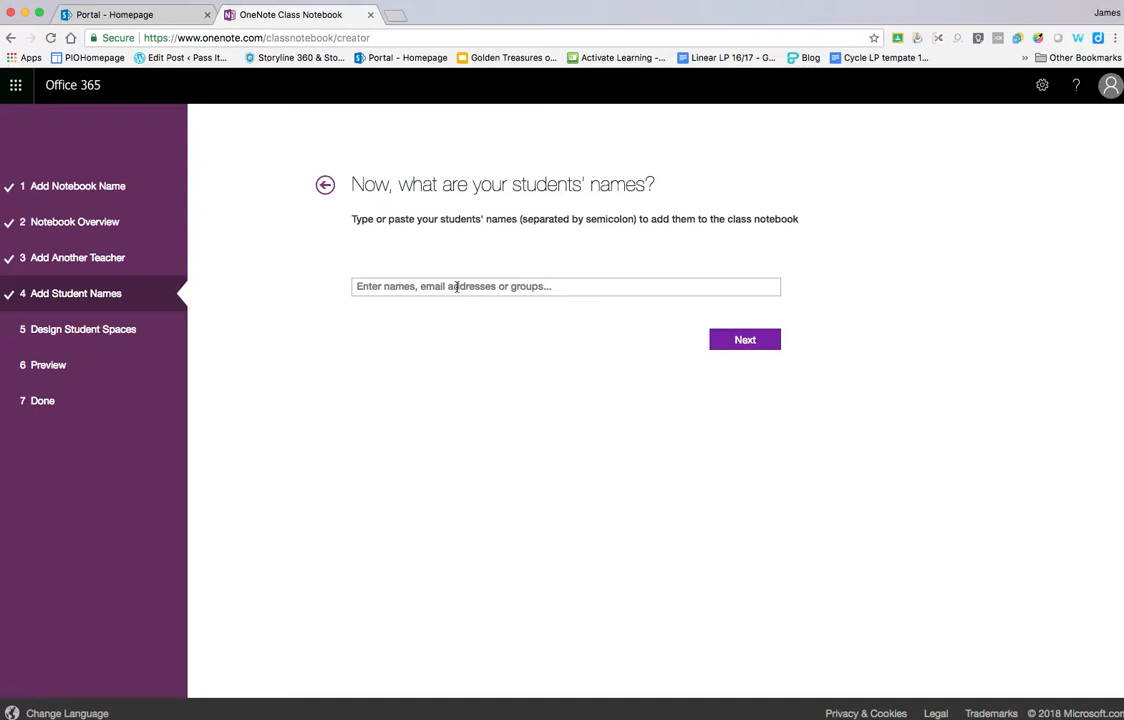 Portal - Homepage
OneNote Class Notebook
James
Secure
https://www.onenote.com/classnotebook/creator
Apps
PIOHomepage
Edit Post ‹ Pass It...
Storyline 360 & Sto...
Portal - Homepage
Golden Treasures o...
Activate Learning -...
Linear LP 16/17 - G...
Blog
Cycle LP tempate 1...
»
Other Bookmarks
Office 365
?
1 Add Notebook Name
2 Notebook Overview
3 Add Another Teacher
4 Add Student Names
5 Design Student Spaces
6 Preview
7 Done
Now, what are your students' names?
Type or paste your students' names (separated by semicolon) to add them to the class notebook
Enter names, email addresses or groups...
Next
Change Language
Privacy & Cookies
Legal
Trademarks
© 2018 Microsoft.com